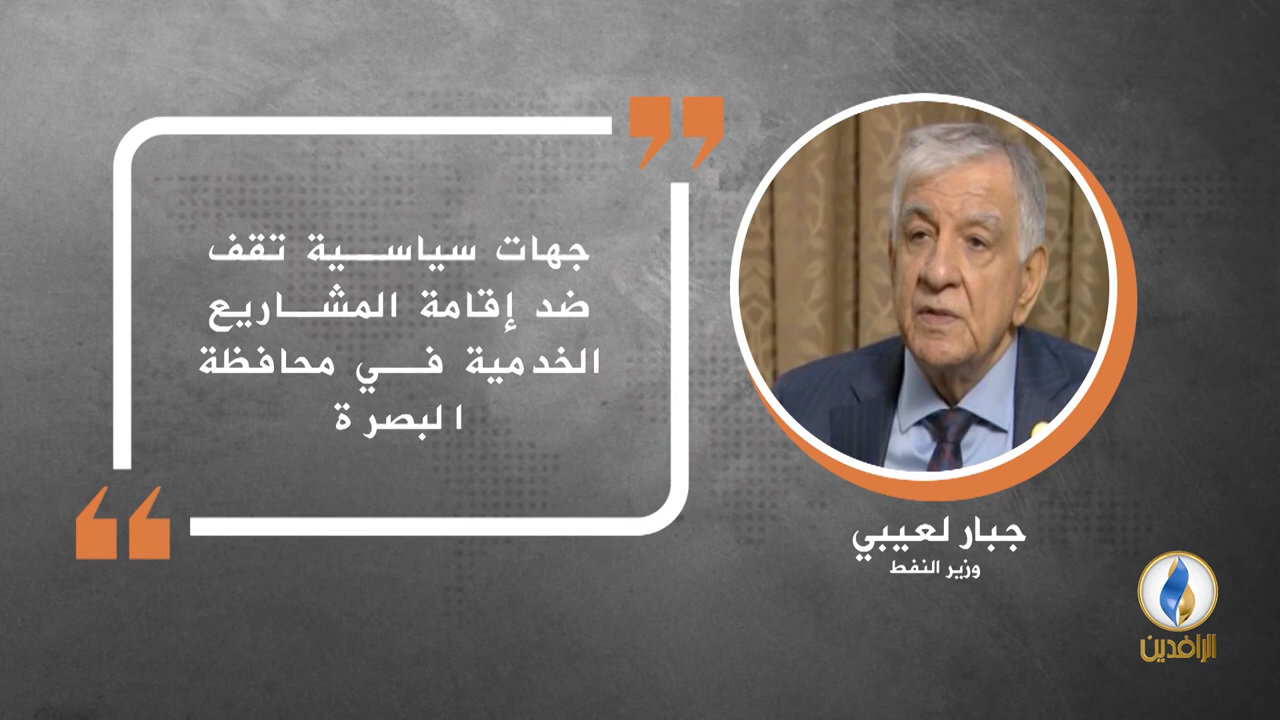 جهات سياسية تقف
ضد إقامة المشاريع
الخدمية في محافظة
البصرة
جبار لعيبي
وزير النفط
الرافدين